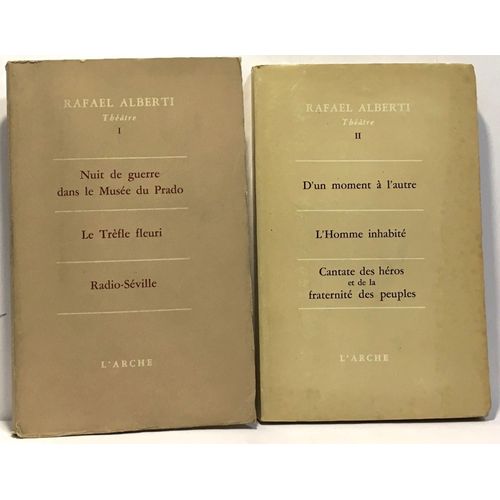 RAFAEL ALBERTI
Théâtre
I
Nuit de guerre
dans le Musée du Prado
Le Trèfle fleuri
Radio-Séville
L'ARCHE
RAFAEL ALBERTI
Théâtre
II
D'un moment à l'autre
L'Homme inhabité
Cantate des héros
et de la
fraternité des peuples
L'ARCHE